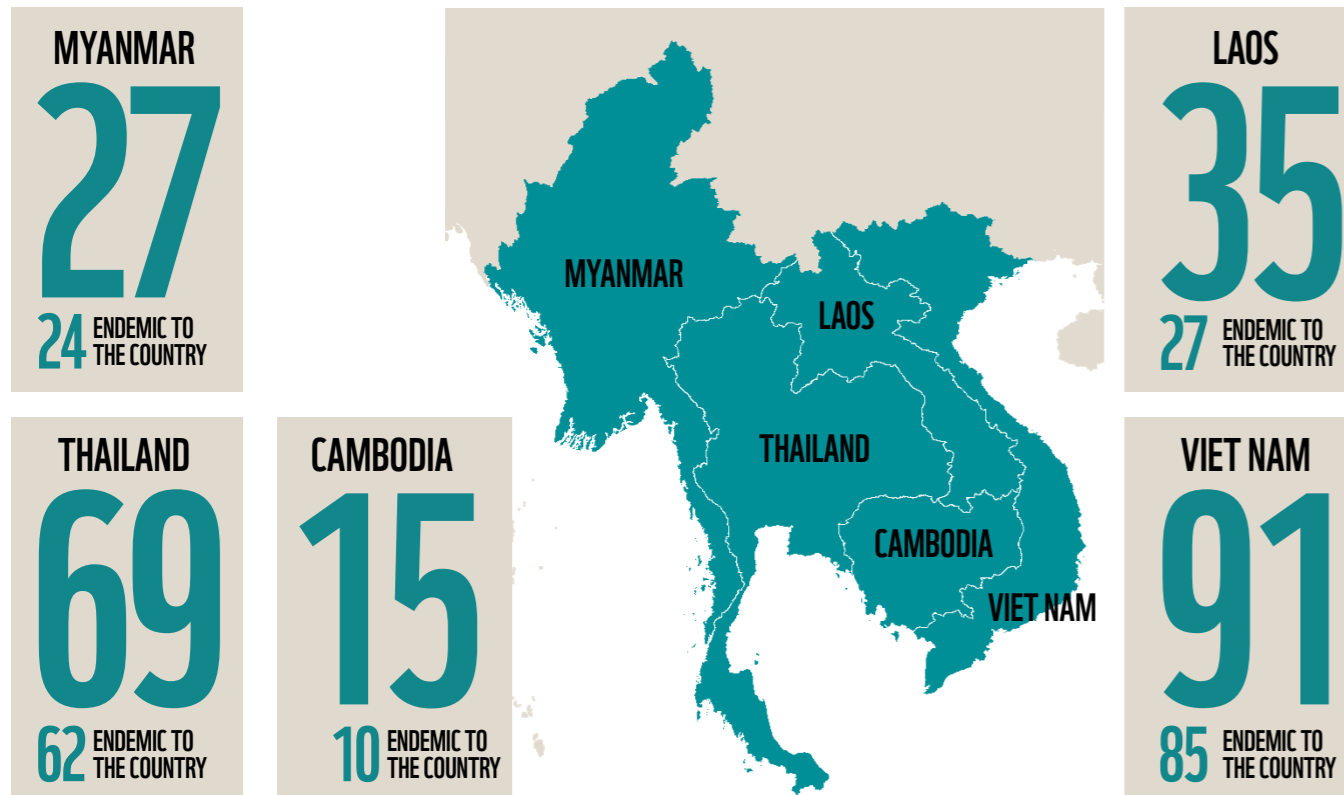 MYANMAR
27
24 ENDEMIC TO
THE COUNTRY
THAILAND
69
62 ENDEMIC TO
THE COUNTRY
CAMBODIA
15
10 ENDEMIC TO
THE COUNTRY
MYANMAR
LAOS
THAILAND
CAMBODIA
VIET NAM
LAOS
35
27 ENDEMIC TO
THE COUNTRY
VIET NAM
91
85 ENDEMIC TO
THE COUNTRY